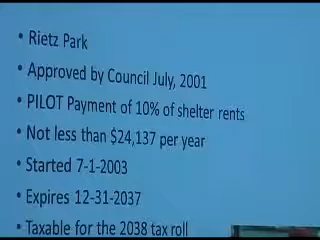 • Rietz Park
• Approved by Council July, 2001
• PILOT Payment of 10% of shelter rents
• Not less than $24,137 per year
• Started 7-1-2003
• Expires 12-31-2037
• Taxable for the 2038 tax roll